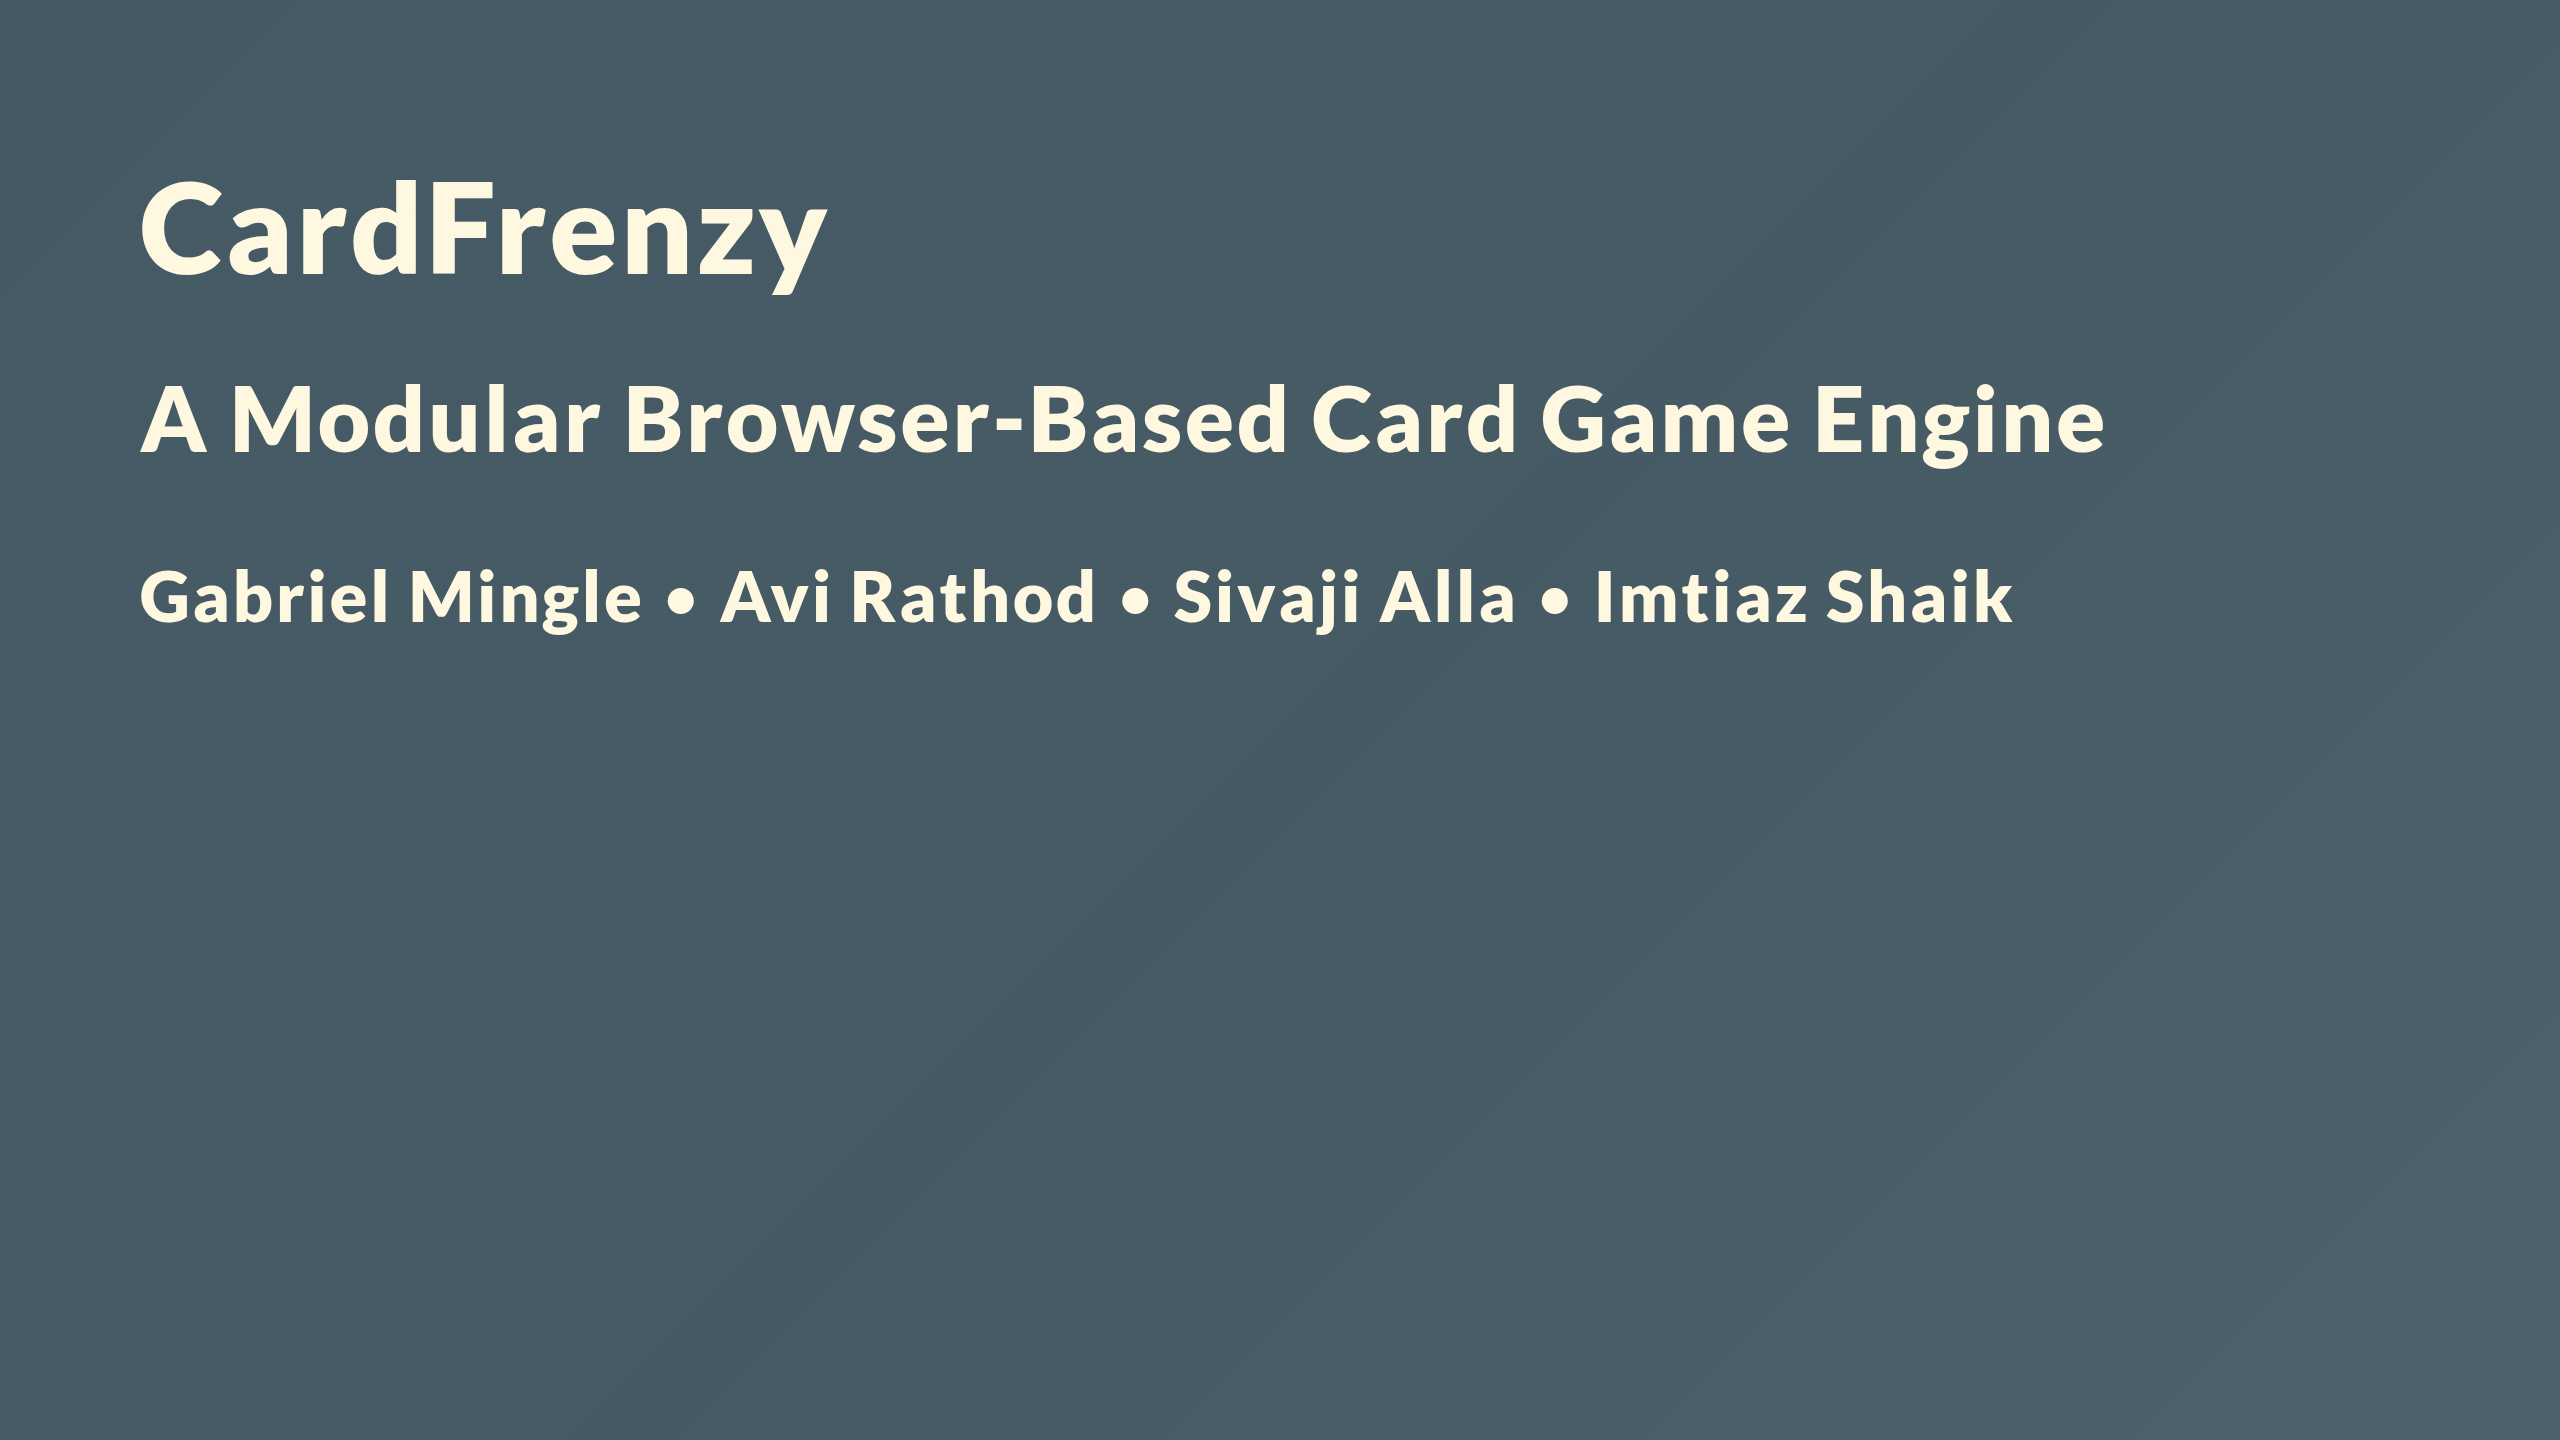 CardFrenzy
A Modular Browser-Based Card Game Engine
Gabriel Mingle • Avi Rathod • Sivaji Alla • Imtiaz Shaik